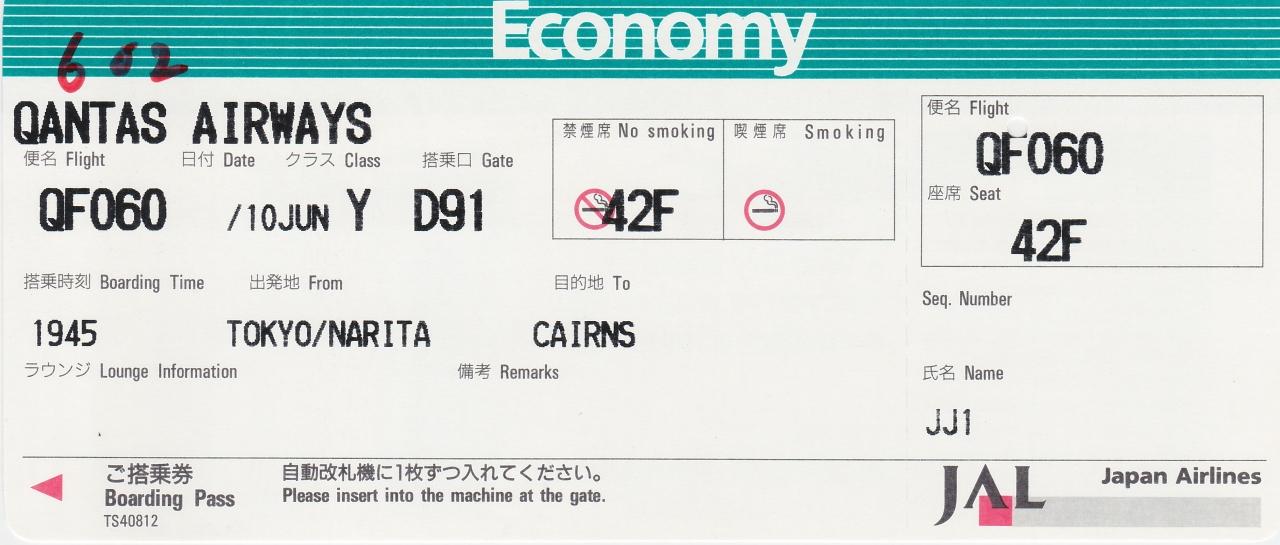 Economy
602
QANTAS AIRWAYS
便名 Flight 日付 Date クラス Class 搭乗口 Gate
QF060 /10JUN Y D91
禁煙席 No smoking 喫煙席 Smoking
42F
便名 Flight
QF060
座席 Seat
42F
搭乗時刻 Boarding Time 出発地 From 目的地 To
1945 TOKYO/NARITA CAIRNS
ラウンジ Lounge Information 備考 Remarks
Seq. Number
氏名 Name
JJ1
ご搭乗券 自動改札機に1枚ずつ入れてください。
Boarding Pass Please insert into the machine at the gate.
TS40812
JAL Japan Airlines